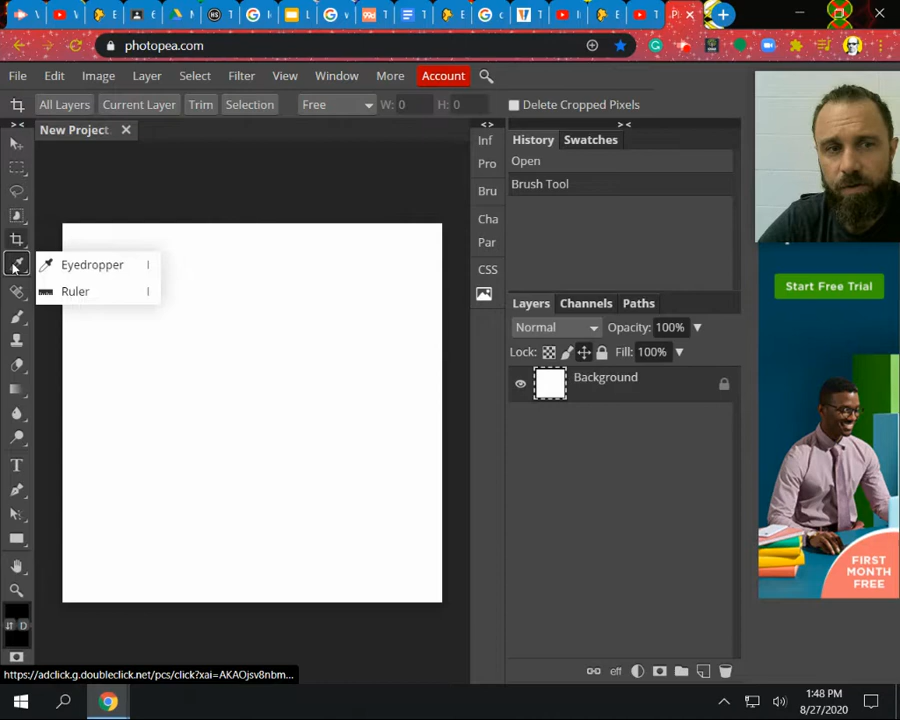 photopea.com
File Edit Image Layer Select Filter View Window More Account
All Layers Current Layer Trim Selection Free W: 0 H: 0 Delete Cropped Pixels
New Project
Eyedropper I
Ruler I
Inf
Pro
Bru
Cha
Par
CSS
History Swatches
Open
Brush Tool
Layers Channels Paths
Normal Opacity: 100%
Lock: Fill: 100%
Background
eff
D
Start Free Trial
FIRST
MONTH
FREE
https://adclick.g.doubleclick.net/pcs/click?xai=AKAOjsv8nbm...
1:48 PM
8/27/2020